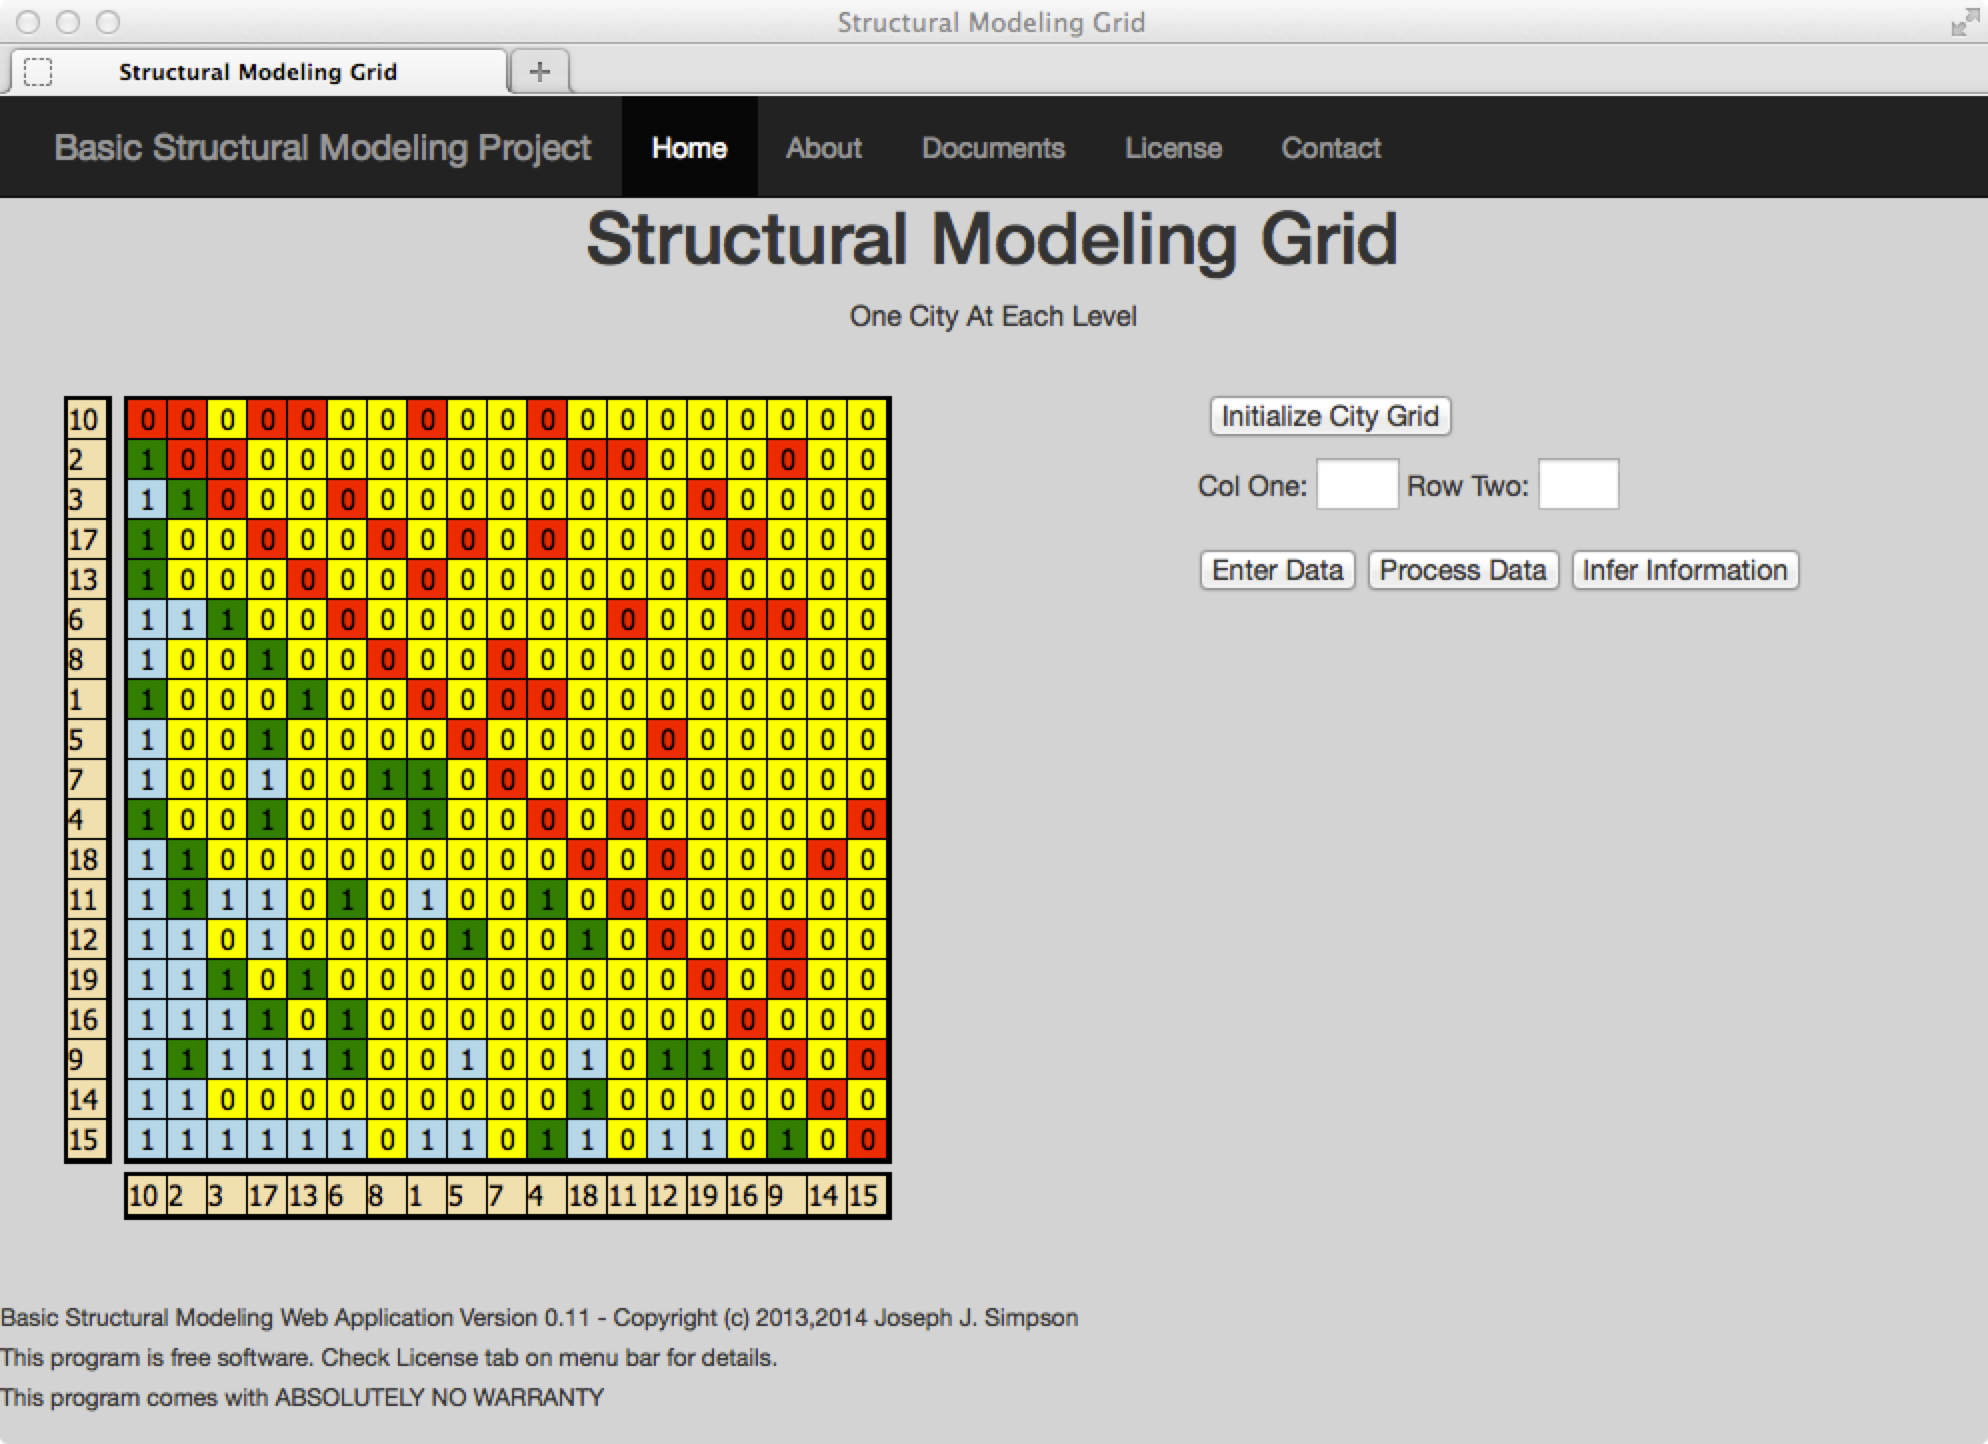 Structural Modeling Grid
Structural Modeling Grid
Basic Structural Modeling Project Home About Documents License Contact
Structural Modeling Grid
One City At Each Level
10 0 0 0 0 0 0 0 0 0 0 0 0 0 0 0 0 0 0 0
Initialize City Grid
2 1 0 0 0 0 0 0 0 0 0 0 0 0 0 0 0 0 0 0
Col One: Row Two:
3 1 1 0 0 0 0 0 0 0 0 0 0 0 0 0 0 0 0 0
17 1 0 0 0 0 0 0 0 0 0 0 0 0 0 0 0 0 0 0
Enter Data Process Data Infer Information
13 1 0 0 0 0 0 0 0 0 0 0 0 0 0 0 0 0 0 0
6 1 1 1 0 0 0 0 0 0 0 0 0 0 0 0 0 0 0 0
8 1 0 0 1 0 0 0 0 0 0 0 0 0 0 0 0 0 0 0
1 1 0 0 0 1 0 0 0 0 0 0 0 0 0 0 0 0 0 0
5 1 0 0 1 0 0 0 0 0 0 0 0 0 0 0 0 0 0 0
7 1 0 0 1 0 0 1 1 0 0 0 0 0 0 0 0 0 0 0
4 1 0 0 1 0 0 0 1 0 0 0 0 0 0 0 0 0 0 0
18 1 1 0 0 0 0 0 0 0 0 0 0 0 0 0 0 0 0 0
11 1 1 1 1 0 1 0 1 0 0 1 0 0 0 0 0 0 0 0
12 1 1 0 1 0 0 0 0 1 0 0 1 0 0 0 0 0 0 0
19 1 1 1 0 1 0 0 0 0 0 0 0 0 0 0 0 0 0 0
16 1 1 1 1 0 1 0 0 0 0 0 0 0 0 0 0 0 0 0
9 1 1 1 1 1 1 0 0 1 0 0 1 0 1 1 0 0 0 0
14 1 1 0 0 0 0 0 0 0 0 0 1 0 0 0 0 0 0 0
15 1 1 1 1 1 1 0 1 1 0 1 1 0 1 1 0 1 0 0
10 2 3 17 13 6 8 1 5 7 4 18 11 12 19 16 9 14 15
Basic Structural Modeling Web Application Version 0.11 - Copyright (c) 2013,2014 Joseph J. Simpson
This program is free software. Check License tab on menu bar for details.
This program comes with ABSOLUTELY NO WARRANTY